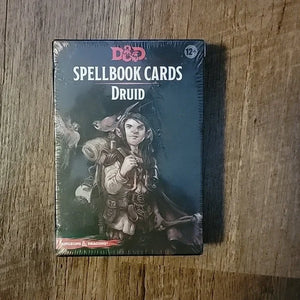 D&D
12+
SPELLBOOK CARDS
DRUID
DUNGEONS & DRAGONS